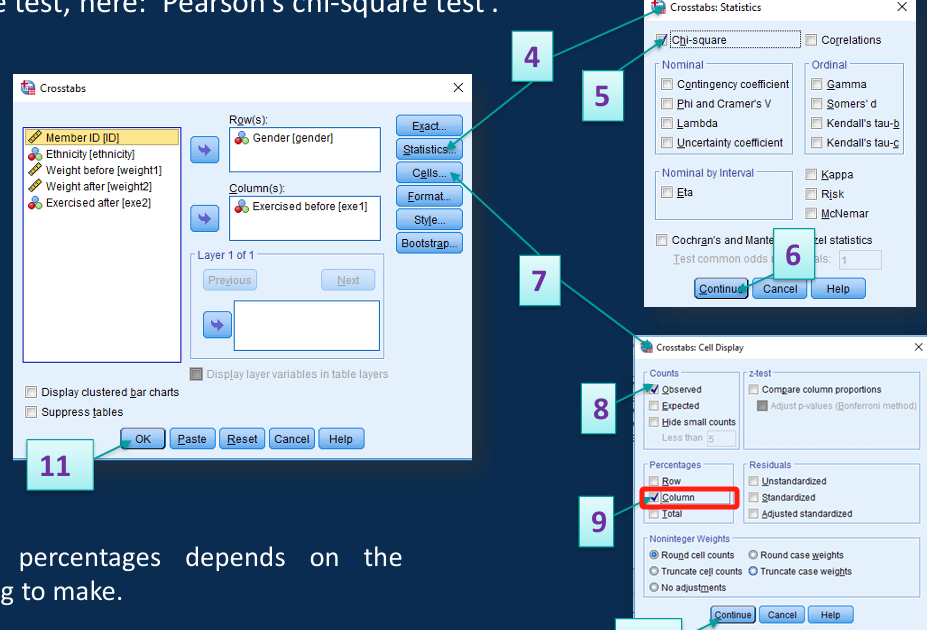 e test, here: "Pearson's chi-square test".
4
5
Crosstabs: Statistics
Chi-square
Correlations
Nominal
Contingency coefficient
Phi and Cramer's V
Lambda
Uncertainty coefficient
Ordinal
Gamma
Somers' d
Kendall's tau-b
Kendall's tau-c
Nominal by Interval
Eta
Kappa
Risk
McNemar
Cochran's and Mante zel statistics
Test common odds als: 1
6
Continue Cancel Help
Crosstabs
Member ID [ID]
Ethnicity [ethnicity]
Weight before [weight1]
Weight after [weight2]
Exercised after [exe2]
Row(s):
Gender [gender]
Column(s):
Exercised before [exe1]
Layer 1 of 1
Previous Next
Display layer variables in table layers
Exact...
Statistics...
Cells...
Format...
Style...
Bootstrap...
Display clustered bar charts
Suppress tables
OK Paste Reset Cancel Help
11
7
8
9
Crosstabs: Cell Display
Counts
Observed
Expected
Hide small counts
Less than 5
z-test
Compare column proportions
Adjust p-values (Bonferroni method)
Percentages
Row
Column
Total
Residuals
Unstandardized
Standardized
Adjusted standardized
Noninteger Weights
Round cell counts Round case weights
Truncate cell counts Truncate case weights
No adjustments
Continue Cancel Help
percentages depends on the
g to make.